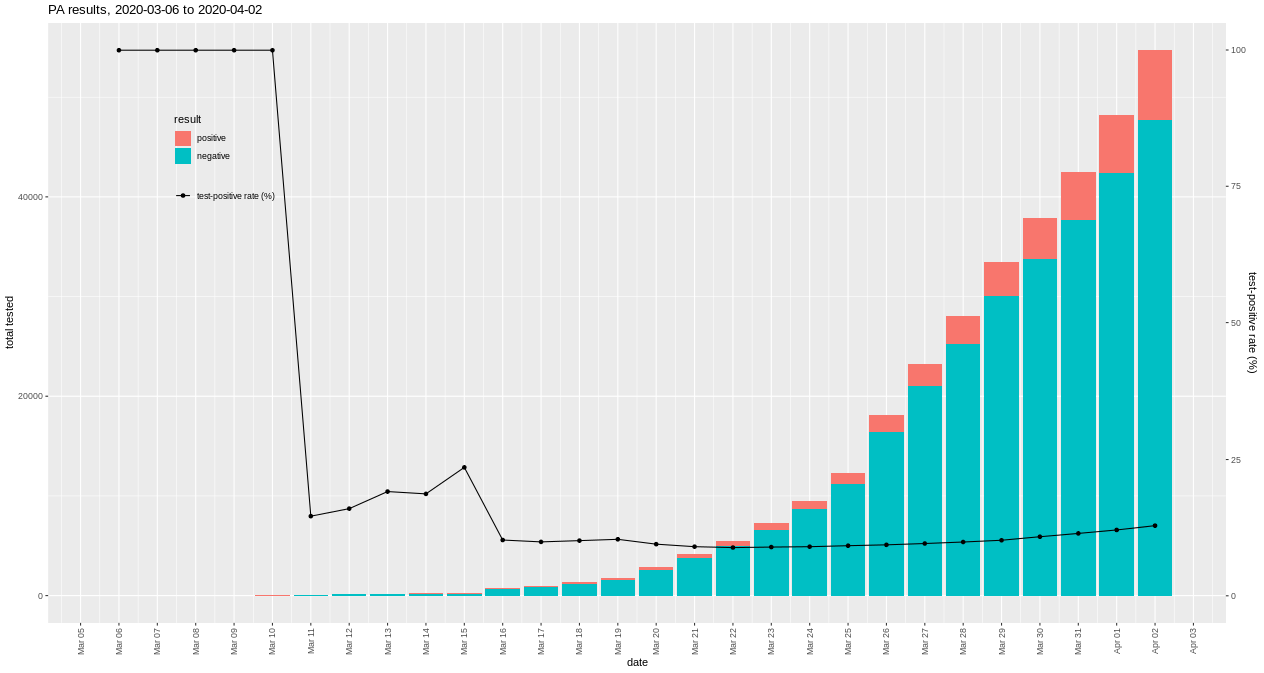 PA results, 2020-03-06 to 2020-04-02
result
positive
negative
test-positive rate (%)
total tested
40000
20000
0
100
75
50
25
0
test-positive rate (%)
Mar 05
Mar 06
Mar 07
Mar 08
Mar 09
Mar 10
Mar 11
Mar 12
Mar 13
Mar 14
Mar 15
Mar 16
Mar 17
Mar 18
Mar 19
Mar 20
Mar 21
Mar 22
Mar 23
Mar 24
Mar 25
Mar 26
Mar 27
Mar 28
Mar 29
Mar 30
Mar 31
Apr 01
Apr 02
Apr 03
date